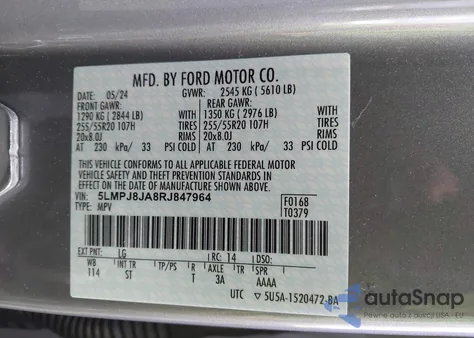 MFD. BY FORD MOTOR CO.
DATE: 05/24 GVWR: 2545 KG ( 5610 LB)
FRONT GAWR: REAR GAWR:
1290 KG ( 2844 LB) 1350 KG ( 2976 LB)
255/55R20 107H TIRES 255/55R20 107H TIRES
20x8.0J RIMS 20x8.0J RIMS
AT 230 kPa/ 33 PSI COLD AT 230 kPa/ 33 PSI COLD
THIS VEHICLE CONFORMS TO ALL APPLICABLE FEDERAL MOTOR
VEHICLE SAFETY AND THEFT PREVENTION STANDARDS
IN EFFECT ON THE DATE OF MANUFACTURE SHOWN ABOVE.
VIN: 5LMPJ8JA8RJ847964 F0168
TYPE: MPV T0379
EXT PNT: LG RC: 14 DSO:
WB INT TR TP/PS R AXLE TR SPR
114 ST T 3A AAAA
UTC 5U5A-1520472-BA
autoSnap
Pewne auto z USA - EU